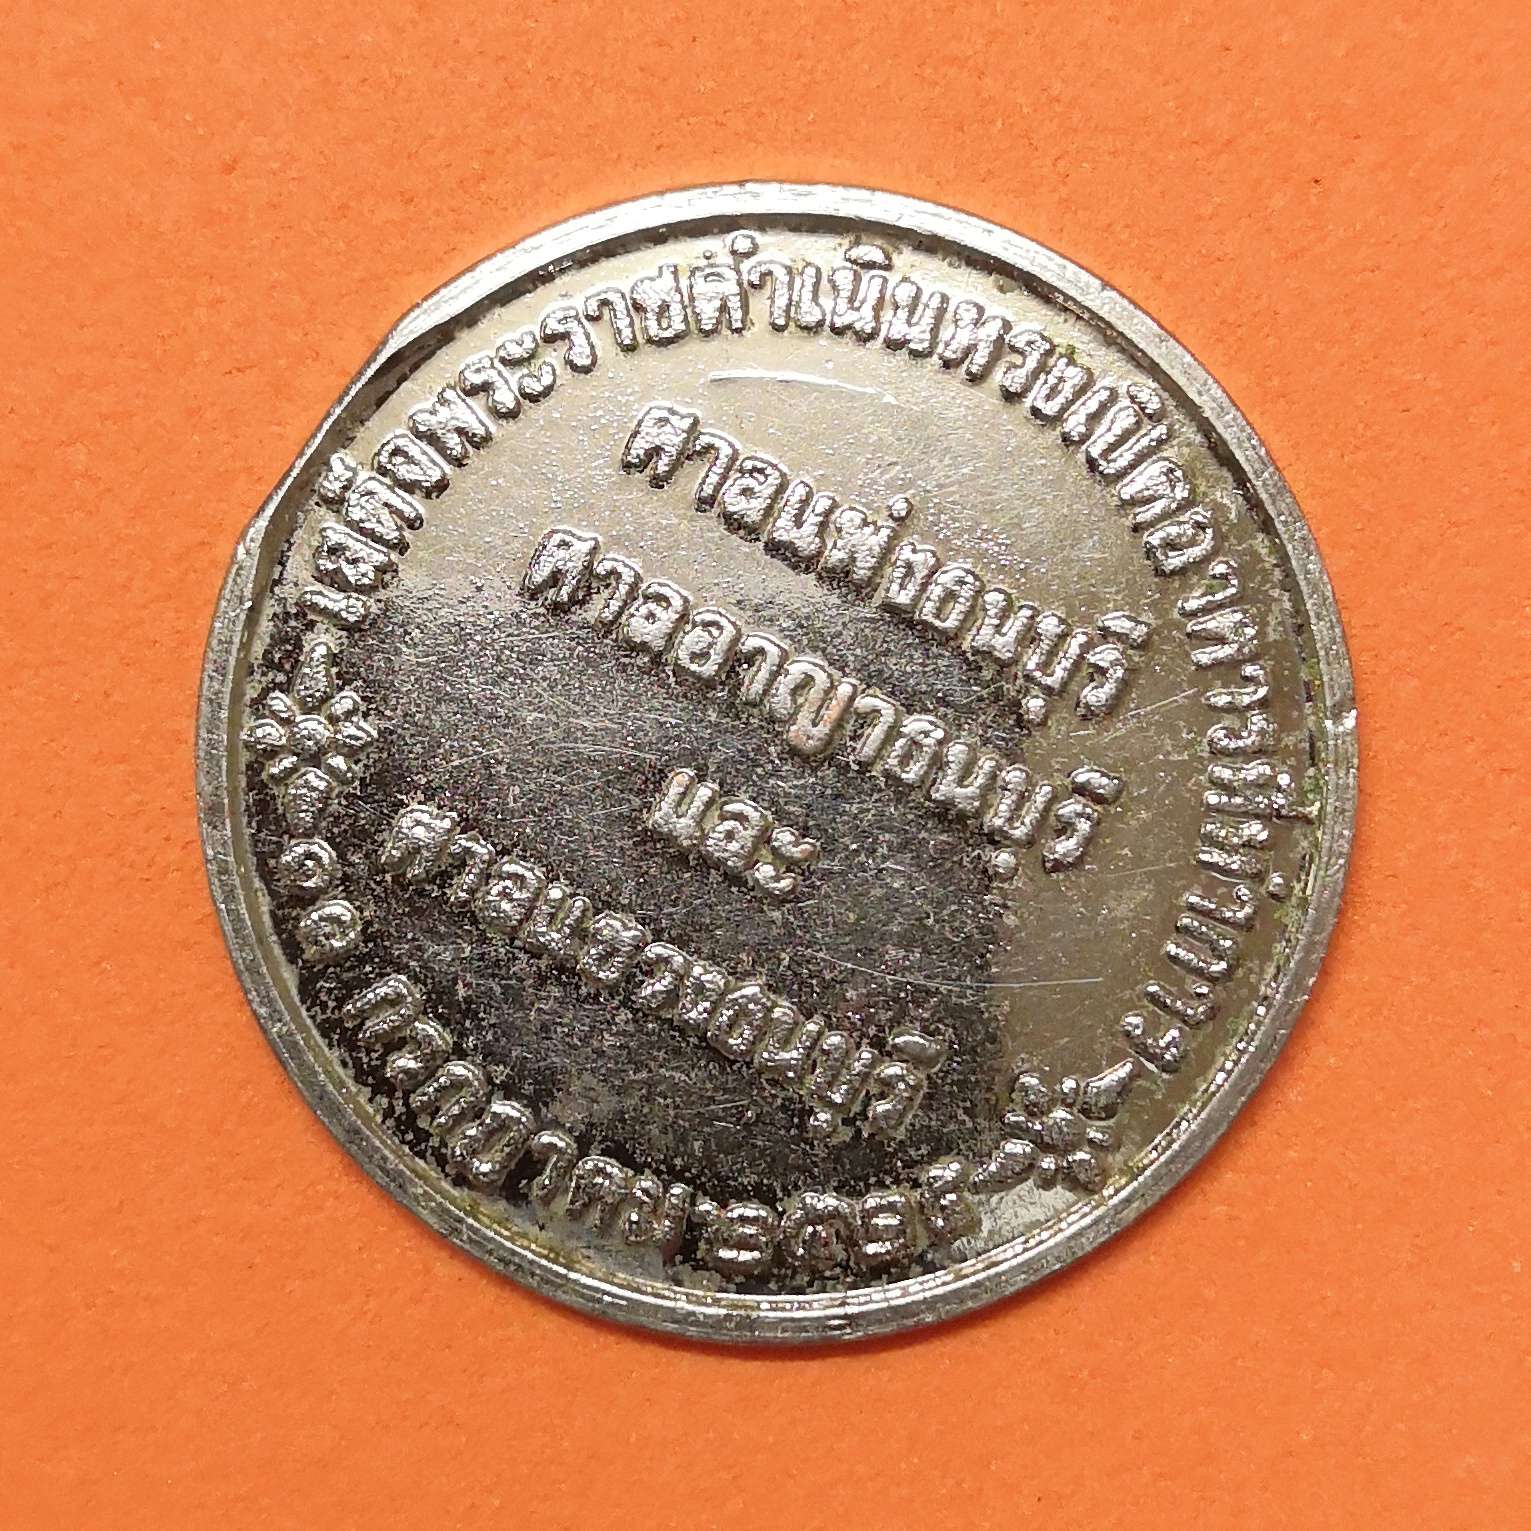 เสด็จพระราชดำเนินทรงเปิดอาคารที่ทำการ
ศาลแพ่งธนบุรี
ศาลอาญาธนบุรี
และ
ศาลแขวงธนบุรี
๑๑ กรกฎาคม ๒๕๓๕